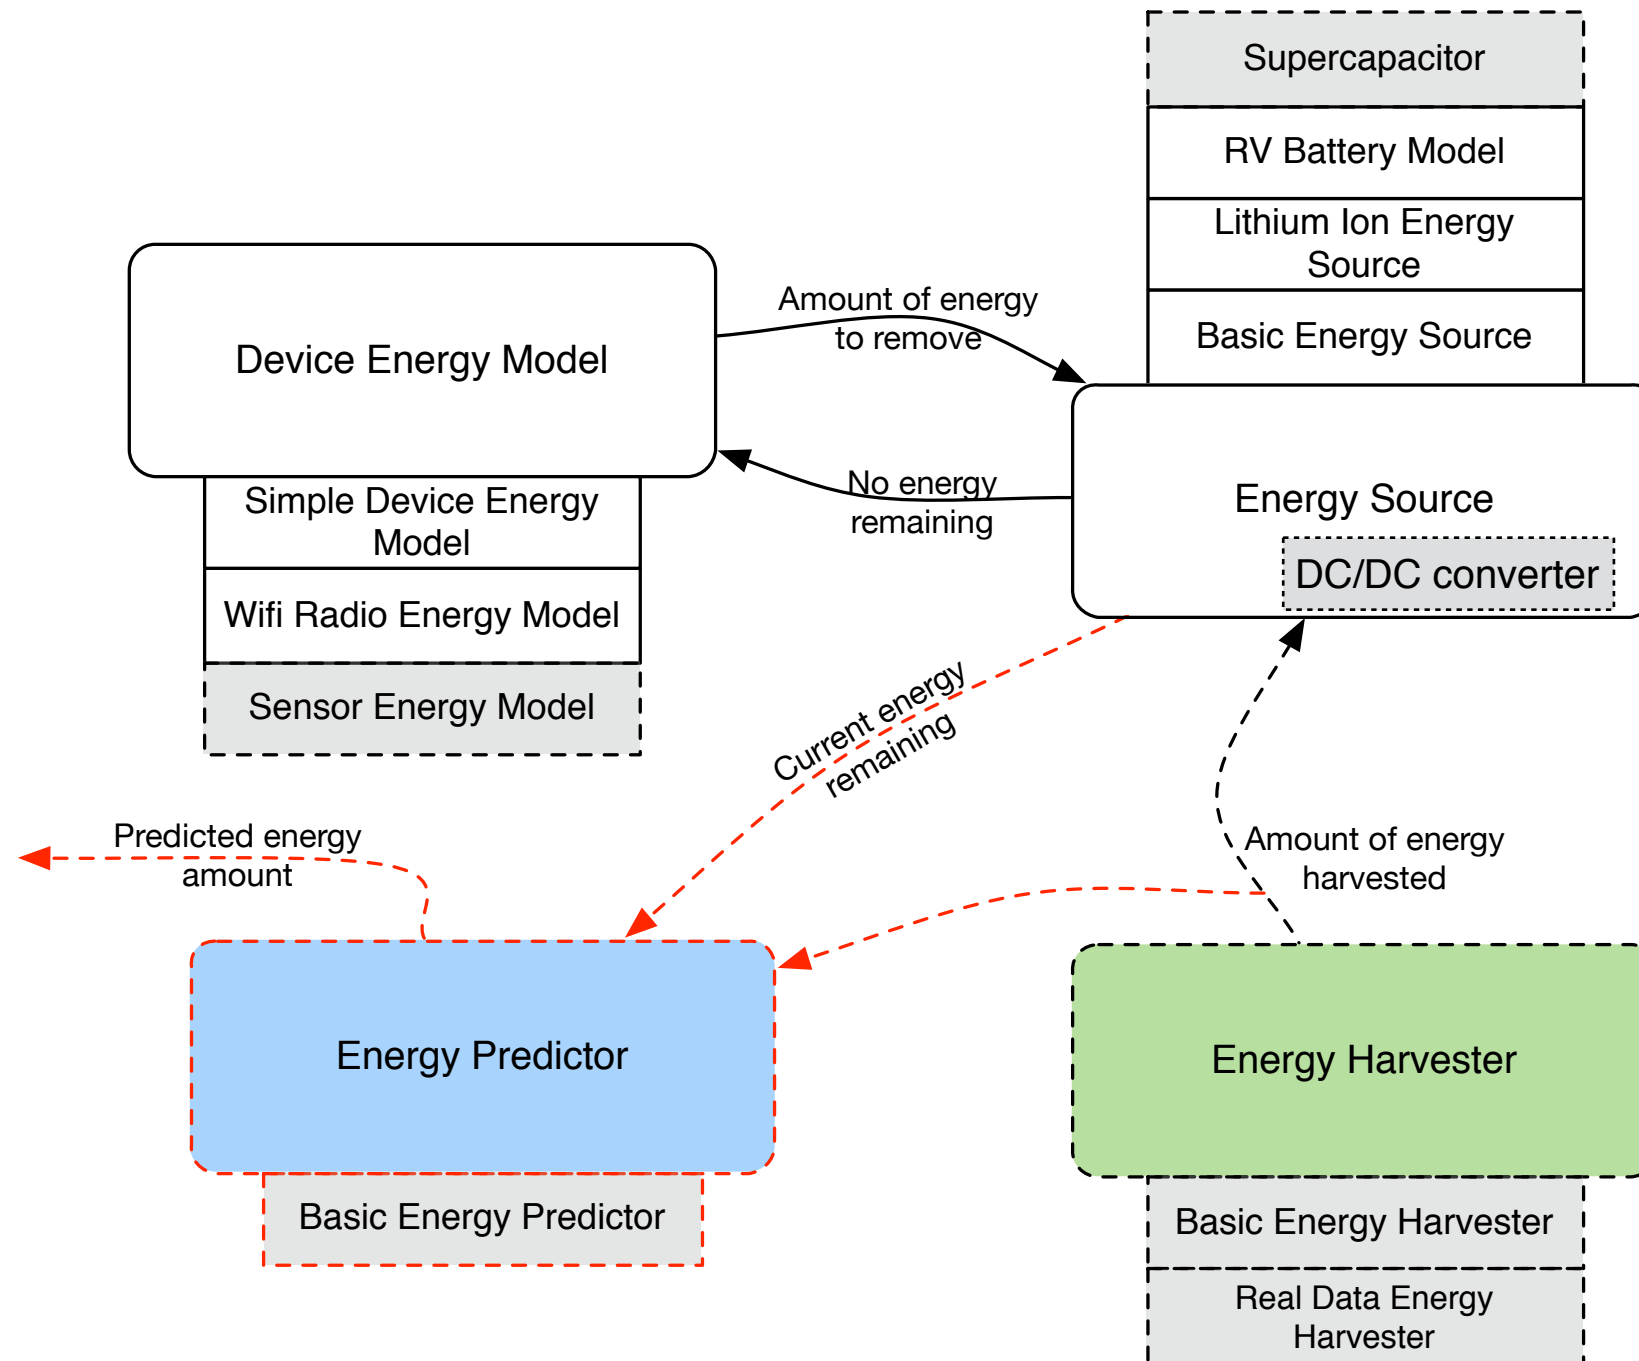 Supercapacitor
RV Battery Model
Lithium Ion Energy
Source
Basic Energy Source
Amount of energy
to remove
Device Energy Model
No energy
remaining
Energy Source
DC/DC converter
Simple Device Energy
Model
Wifi Radio Energy Model
Sensor Energy Model
Current energy
remaining
Predicted energy
amount
Amount of energy
harvested
Energy Predictor
Energy Harvester
Basic Energy Predictor
Basic Energy Harvester
Real Data Energy
Harvester